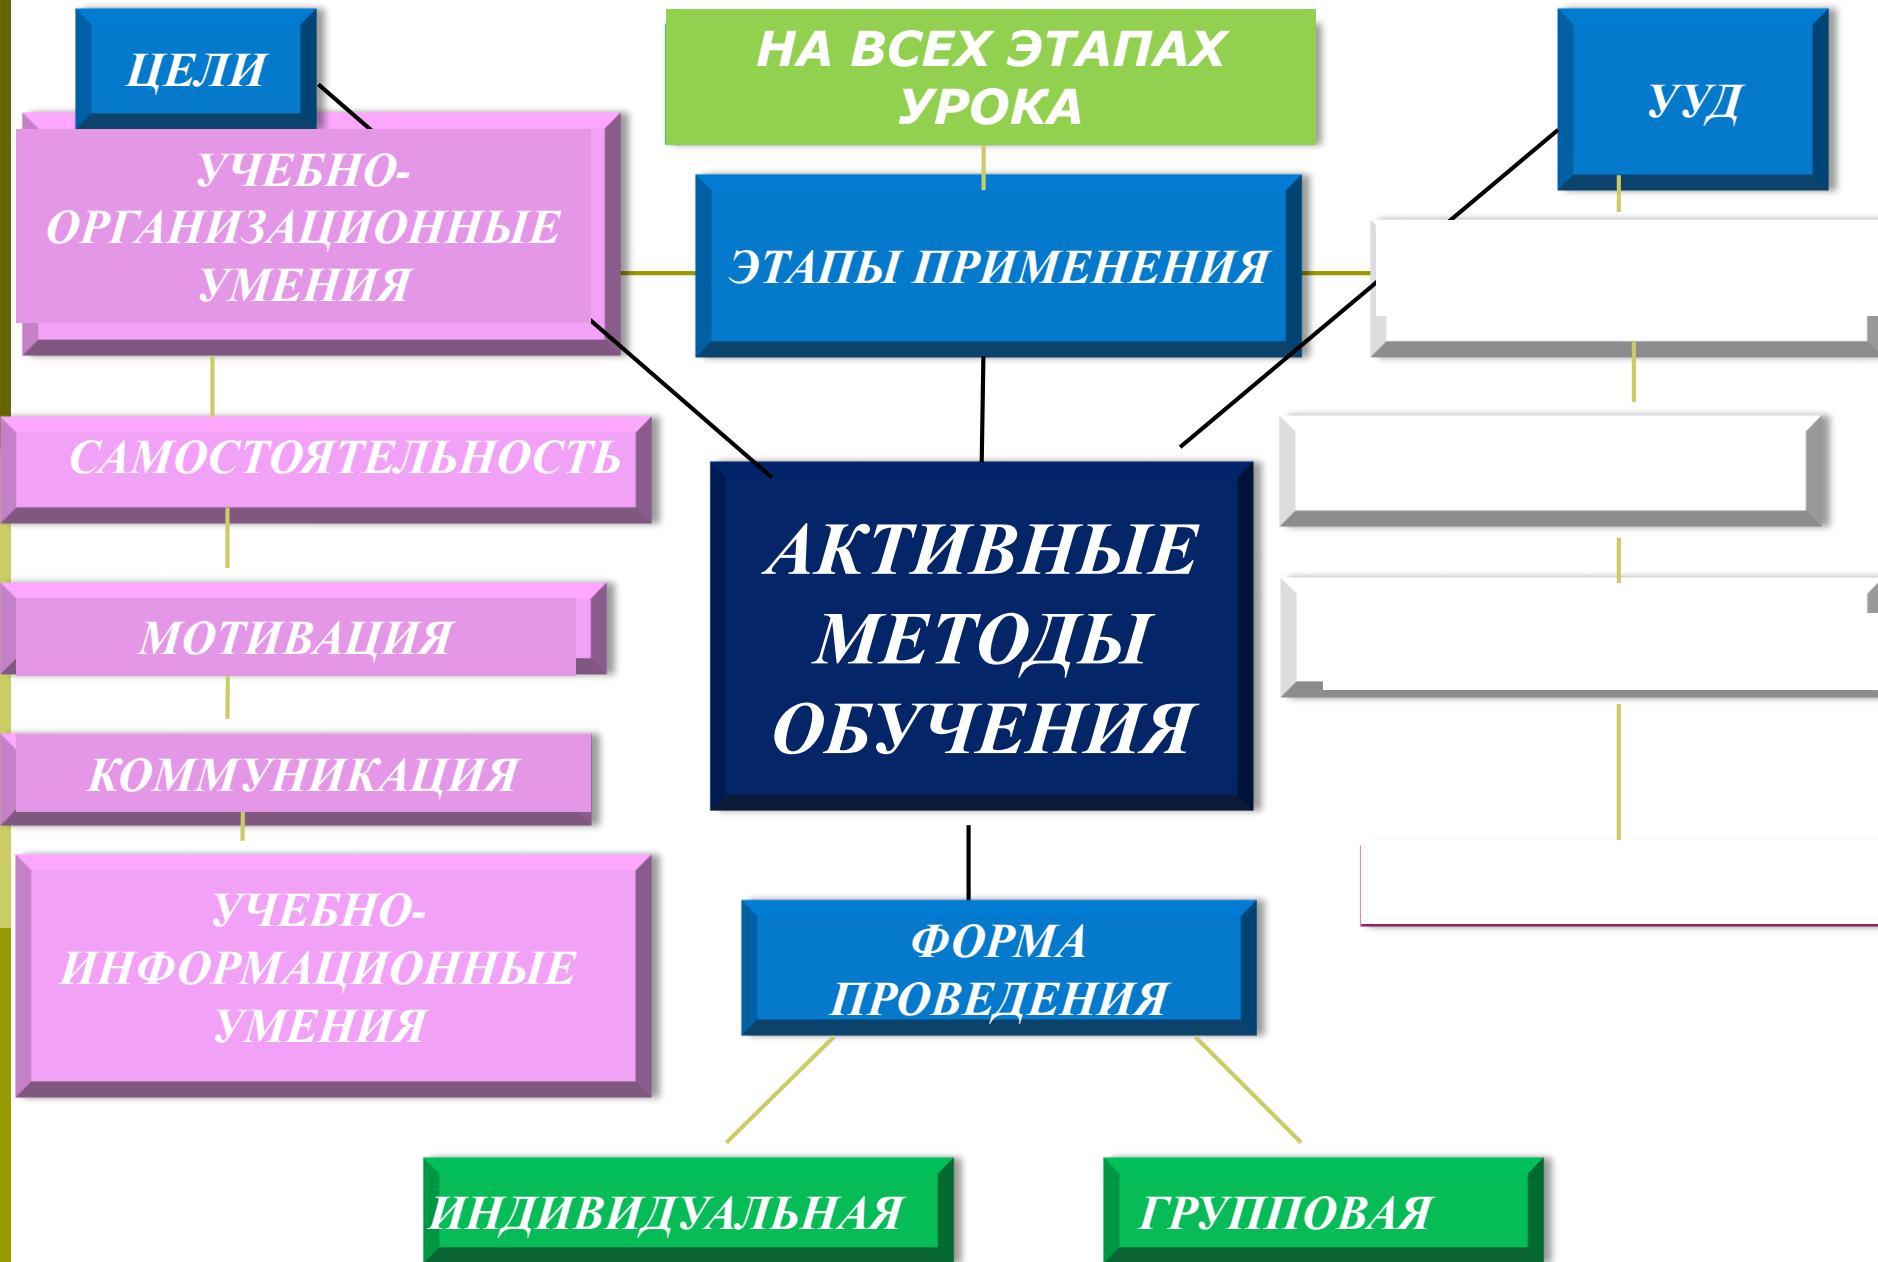 ЦЕЛИ
НА ВСЕХ ЭТАПАХ
УРОКА
УУД
УЧЕБНО-
ОРГАНИЗАЦИОННЫЕ
УМЕНИЯ
ЭТАПЫ ПРИМЕНЕНИЯ
САМОСТОЯТЕЛЬНОСТЬ
МОТИВАЦИЯ
КОММУНИКАЦИЯ
УЧЕБНО-
ИНФОРМАЦИОННЫЕ
УМЕНИЯ
АКТИВНЫЕ
МЕТОДЫ
ОБУЧЕНИЯ
ФОРМА
ПРОВЕДЕНИЯ
ИНДИВИДУАЛЬНАЯ
ГРУППОВАЯ